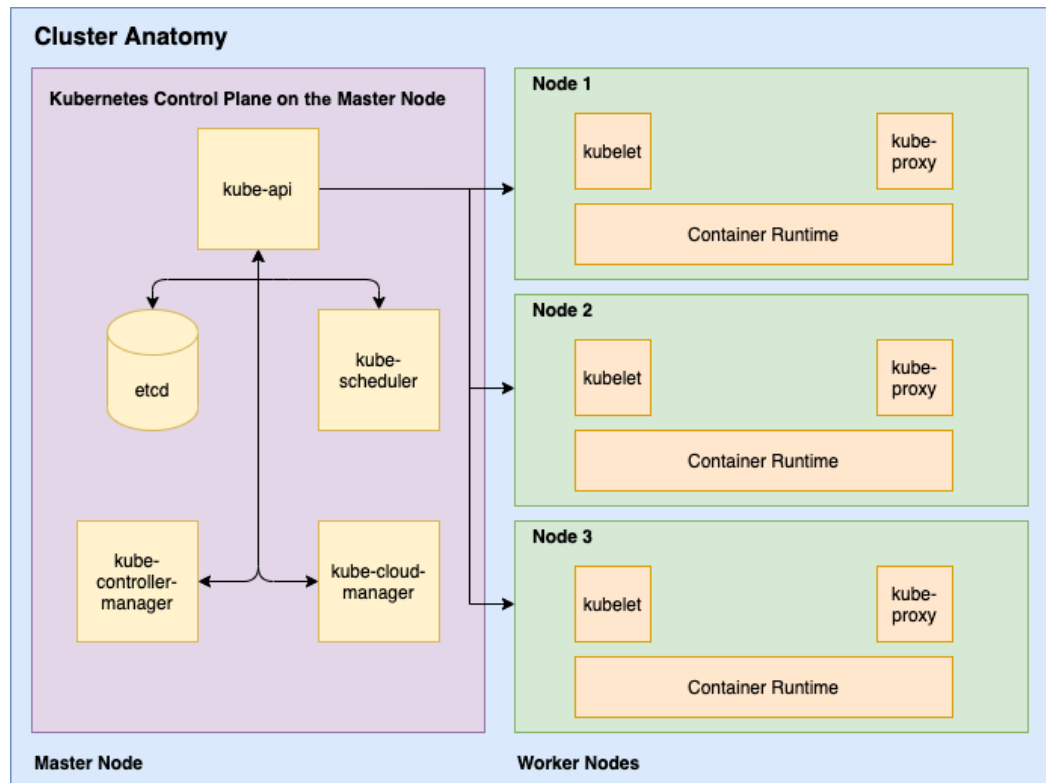 Cluster Anatomy
Kubernetes Control Plane on the Master Node
kube-api
etcd
kube-
scheduler
kube-
controller-
manager
kube-cloud-
manager
Master Node
Node 1
kubelet
kube-
proxy
Container Runtime
Node 2
kubelet
kube-
proxy
Container Runtime
Node 3
kubelet
kube-
proxy
Container Runtime
Worker Nodes